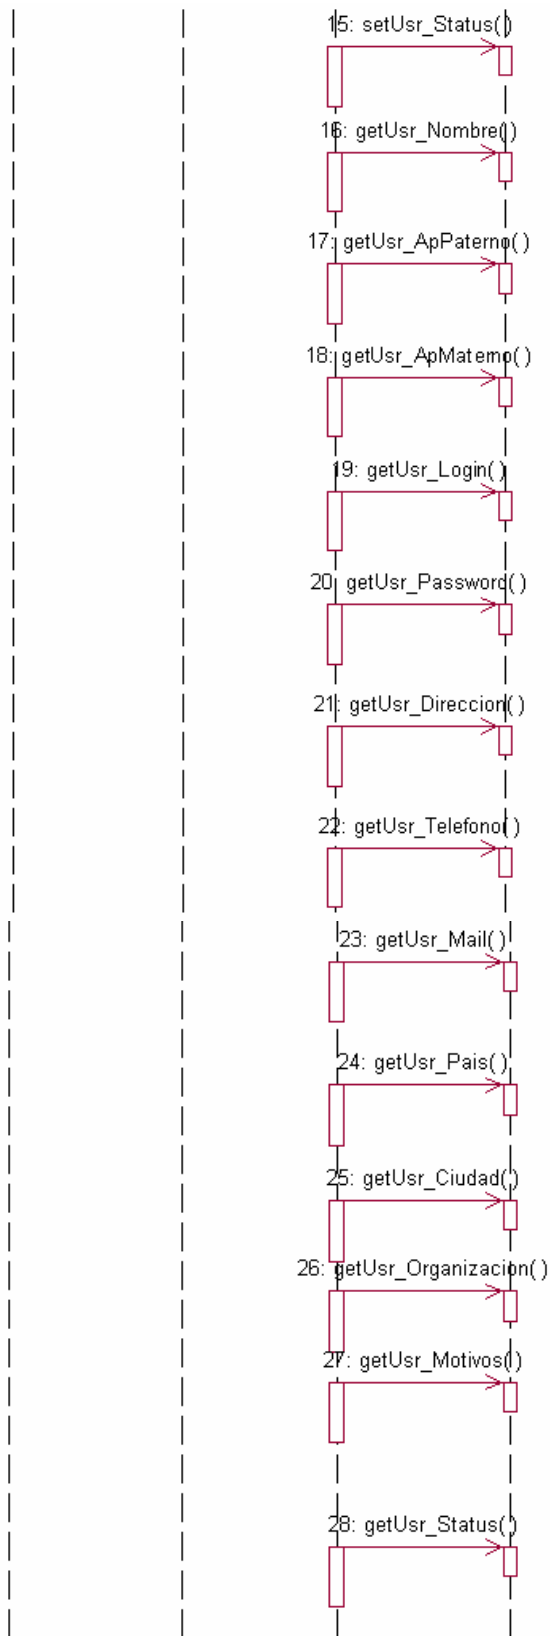 15: setUsr_Status( )
16: getUsr_Nombre( )
17: getUsr_ApPaterno( )
18: getUsr_ApMaterno( )
19: getUsr_Login( )
20: getUsr_Password( )
21: getUsr_Direccion( )
22: getUsr_Telefono( )
23: getUsr_Mail( )
24: getUsr_Pais( )
25: getUsr_Ciudad( )
26: getUsr_Organizacion( )
27: getUsr_Motivos( )
28: getUsr_Status( )